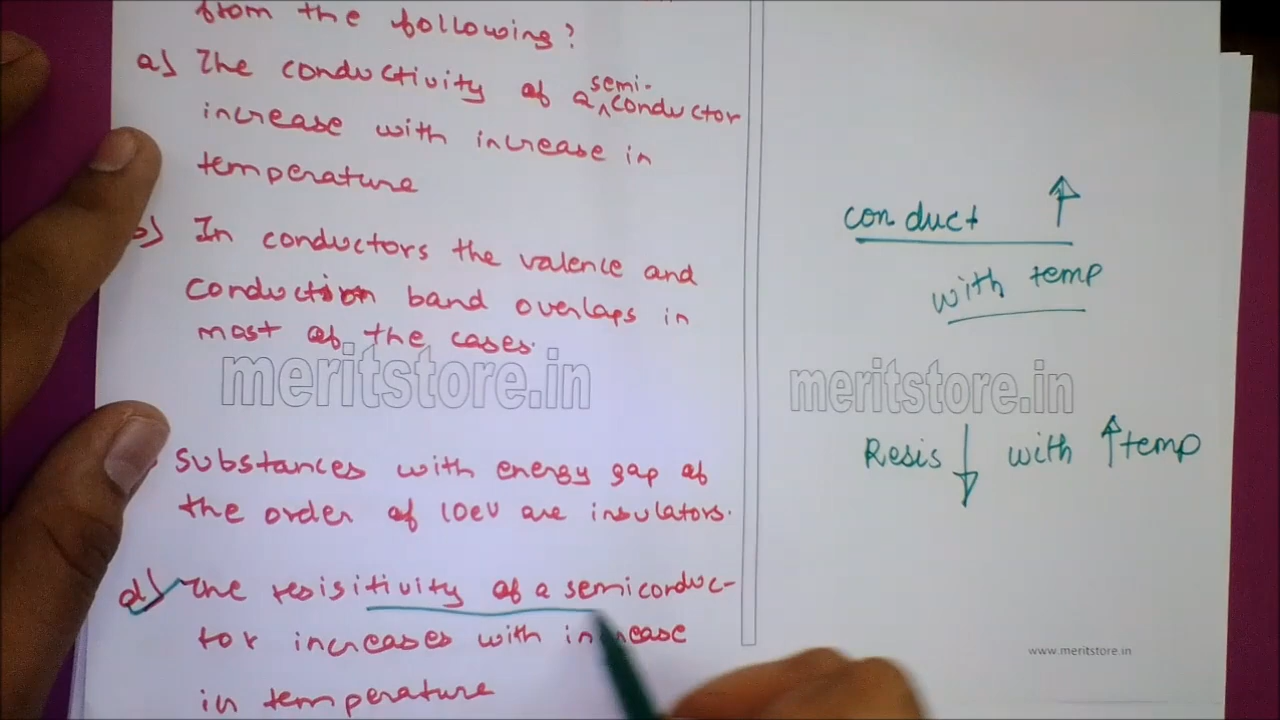 from the following?
a) The conductivity of a semi-conductor
increase with increase in
temperature
b) In conductors the valence and
conduction band overlaps in
most of the cases.
meritstore.in
substances with energy gap of
the order of 10eV are insulators.
d) The resisitivity of a semiconduc-
tor increases with increase
in temperature
conduct ↑
with temp
meritstore.in
Resis ↓ with ↑ temp
www.meritstore.in